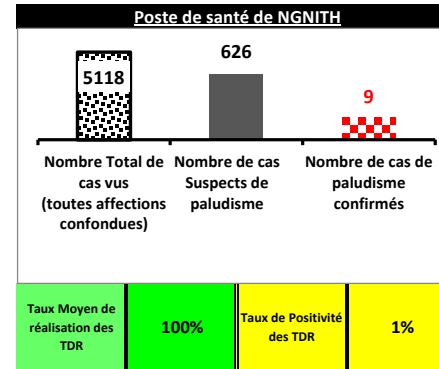 Poste de santé de NGNITH
5118
626
9
Nombre Total de
cas vus
(toutes affections
confondues)
Nombre de cas
Suspects de
paludisme
Nombre de cas de
paludisme
confirmés
Taux Moyen de
réalisation des
TDR
100%
Taux de Positivité
des TDR
1%